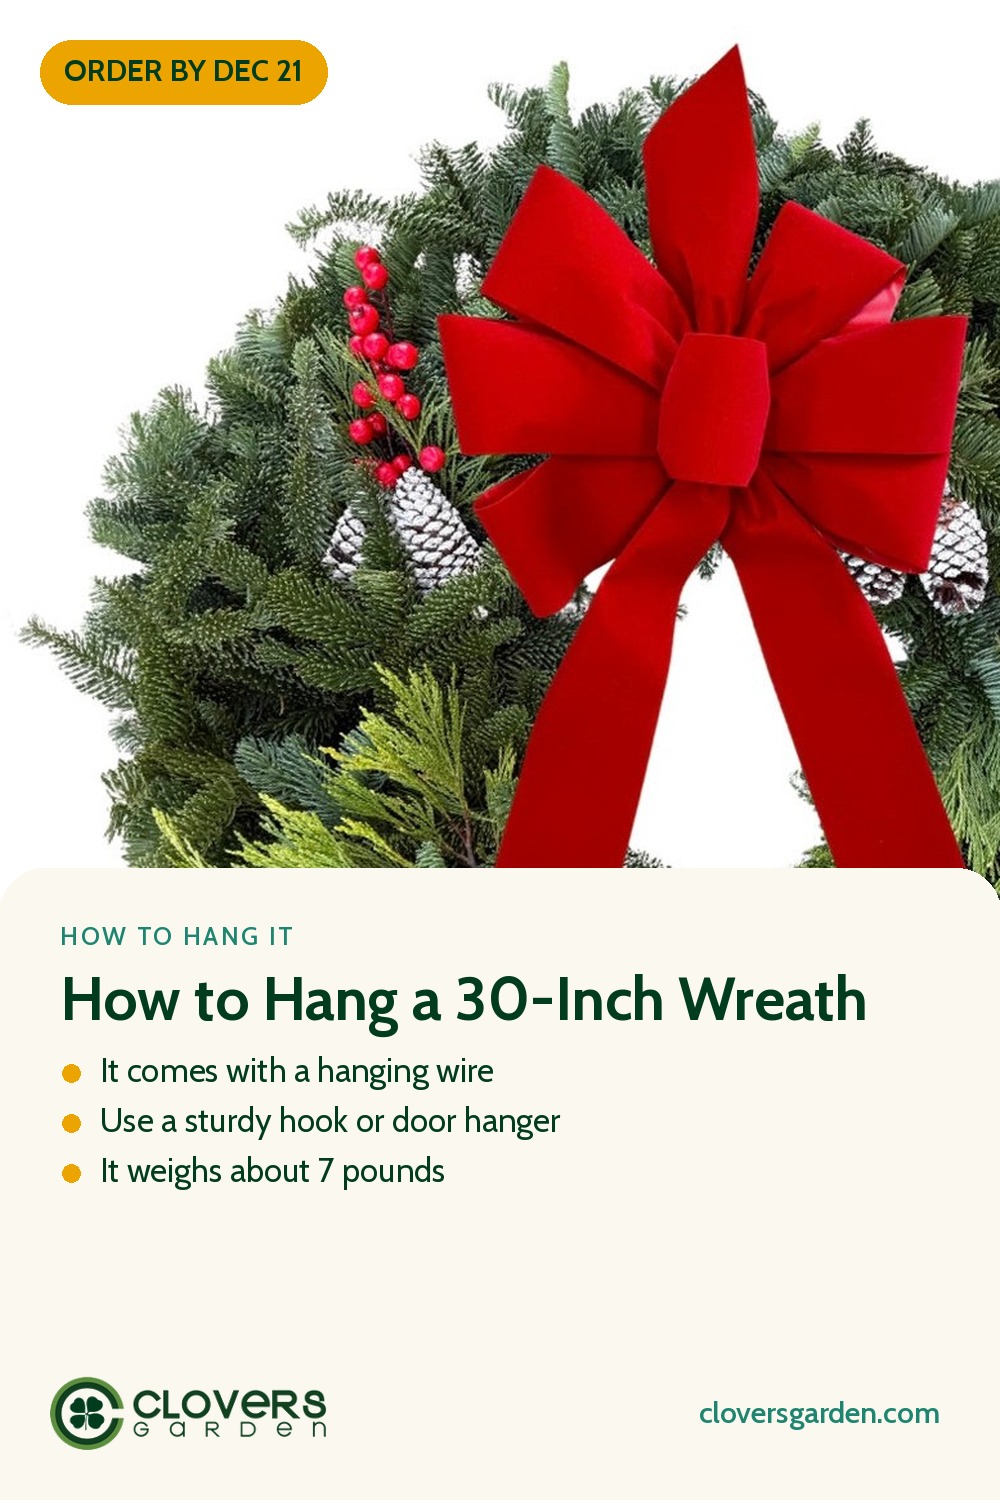 ORDER BY DEC 21
HOW TO HANG IT
How to Hang a 30-Inch Wreath
It comes with a hanging wire
Use a sturdy hook or door hanger
It weighs about 7 pounds
CLOVERS
GARDEN
cloversgarden.com